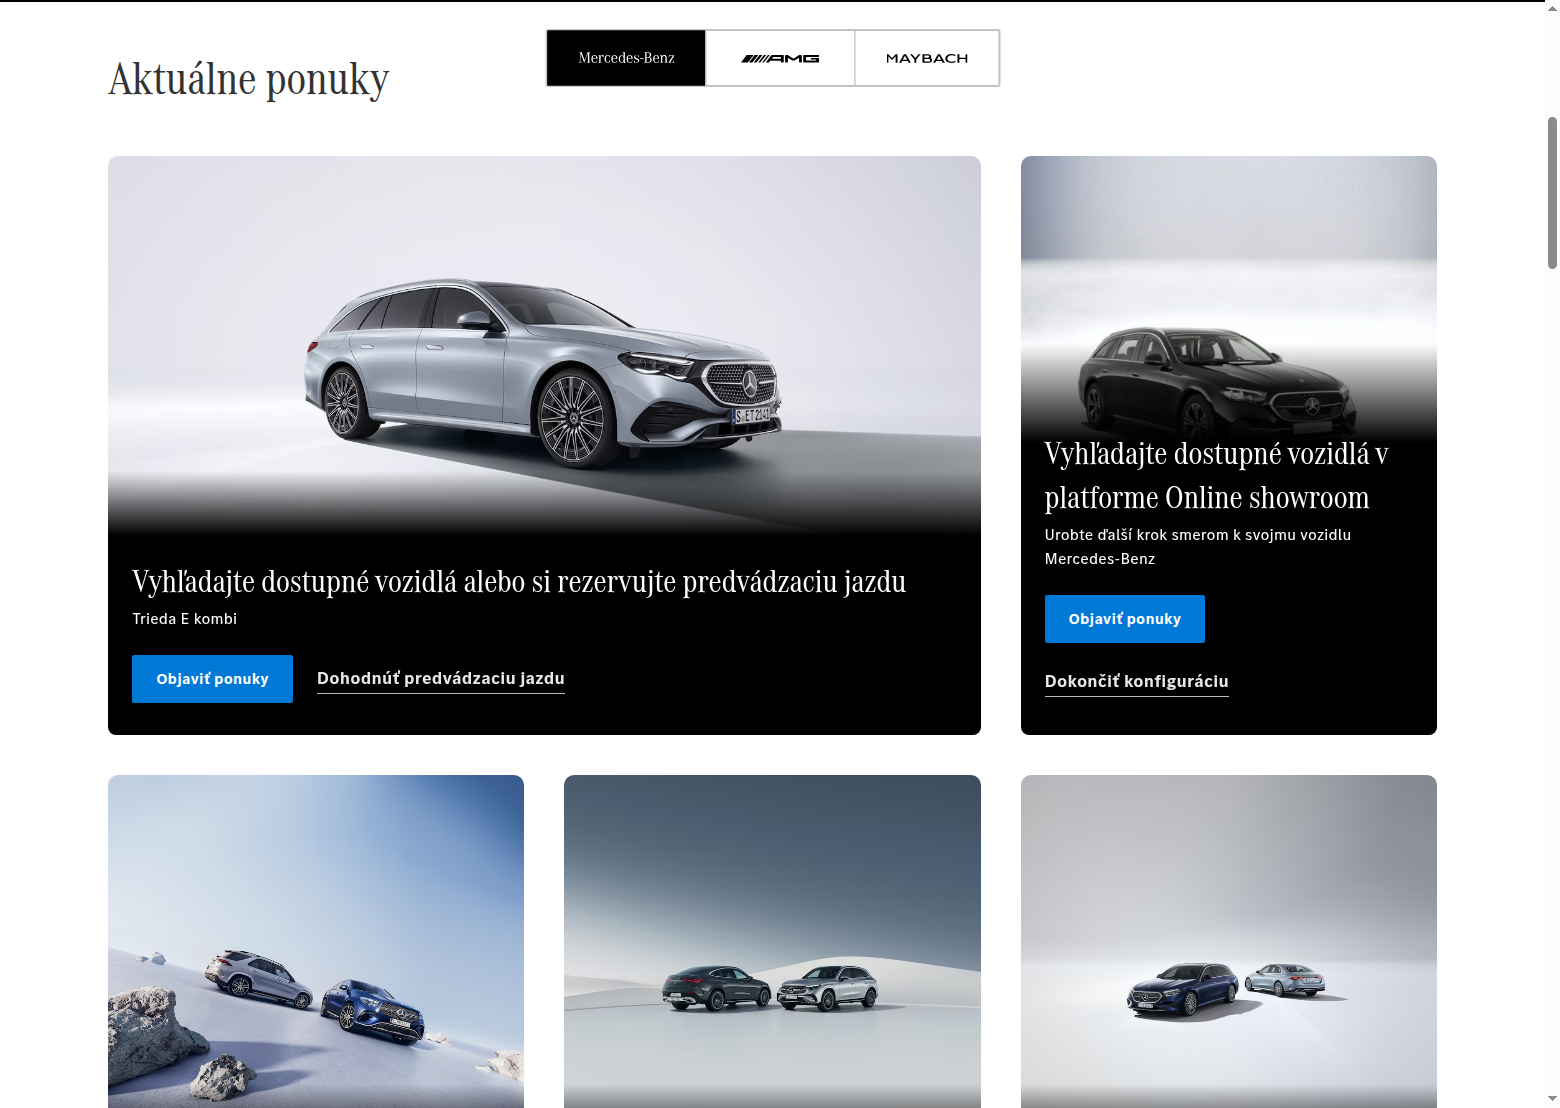 Aktuálne ponuky
Mercedes-Benz
AMG
MAYBACH
S ET2141
Vyhľadajte dostupné vozidlá alebo si rezervujte predvádzaciu jazdu
Trieda E kombi
Objaviť ponuky
Dohodnúť predvádzaciu jazdu
Vyhľadajte dostupné vozidlá v
platforme Online showroom
Urobte ďalší krok smerom k svojmu vozidlu
Mercedes-Benz
Objaviť ponuky
Dokončiť konfiguráciu